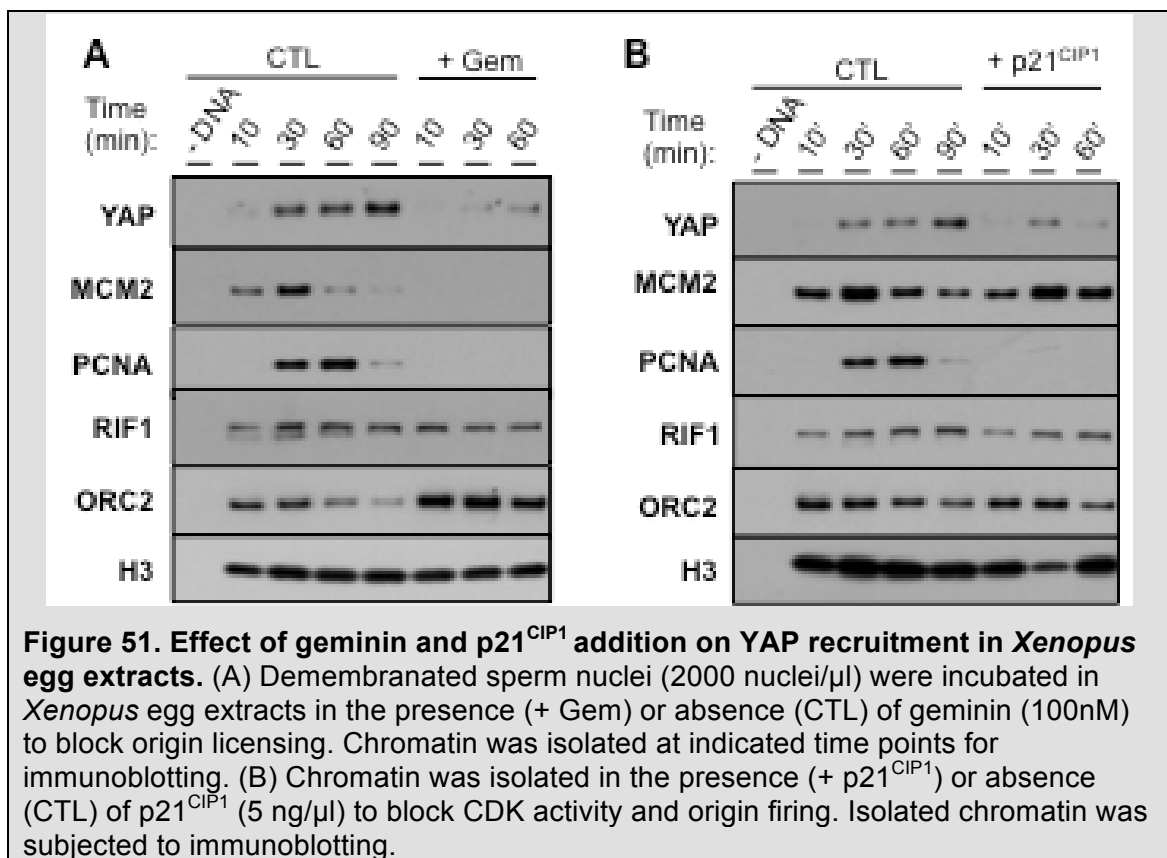 A
CTL
+ Gem
Time (min):
- DNA 10 30 60 90 10 30 60
YAP
MCM2
PCNA
RIF1
ORC2
H3
B
CTL
+ p21CIP1
Time (min):
- DNA 10' 30' 60' 90' 10' 30' 60'
YAP
MCM2
PCNA
RIF1
ORC2
H3
Figure 51. Effect of geminin and p21CIP1 addition on YAP recruitment in Xenopus
egg extracts. (A) Demembranated sperm nuclei (2000 nuclei/µl) were incubated in
Xenopus egg extracts in the presence (+ Gem) or absence (CTL) of geminin (100nM)
to block origin licensing. Chromatin was isolated at indicated time points for
immunoblotting. (B) Chromatin was isolated in the presence (+ p21CIP1) or absence
(CTL) of p21CIP1 (5 ng/µl) to block CDK activity and origin firing. Isolated chromatin was
subjected to immunoblotting.